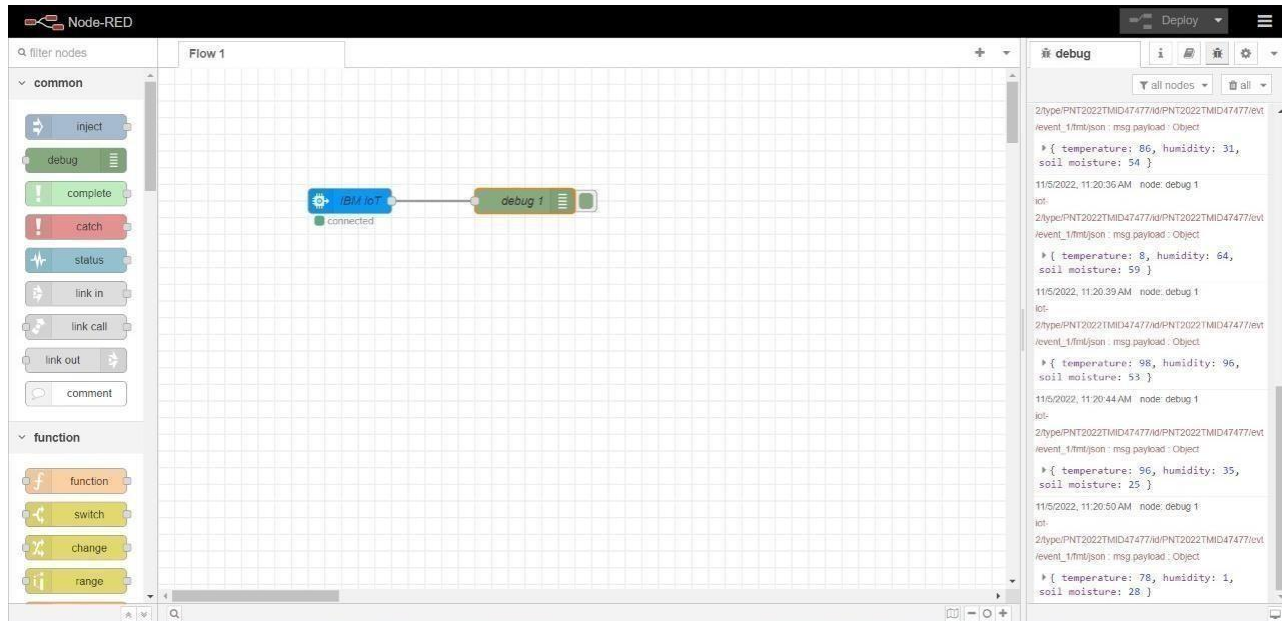 Node-RED
Deploy
filter nodes
Flow 1
debug
i
all nodes
all
common
inject
debug
complete
catch
status
link in
link call
link out
comment
function
function
switch
change
range
IBM IoT
connected
debug 1
2/type/PNT2022TMID47477/id/PNT2022TMID47477/evt
/event_1/fmt/json : msg.payload : Object
{ temperature: 86, humidity: 31,
soil moisture: 54 }
11/5/2022, 11:20:36 AM node: debug 1
iot-
2/type/PNT2022TMID47477/id/PNT2022TMID47477/evt
/event_1/fmt/json : msg.payload : Object
{ temperature: 8, humidity: 64,
soil moisture: 59 }
11/5/2022, 11:20:39 AM node: debug 1
iot-
2/type/PNT2022TMID47477/id/PNT2022TMID47477/evt
/event_1/fmt/json : msg.payload : Object
{ temperature: 98, humidity: 96,
soil moisture: 53 }
11/5/2022, 11:20:44 AM node: debug 1
iot-
2/type/PNT2022TMID47477/id/PNT2022TMID47477/evt
/event_1/fmt/json : msg.payload : Object
{ temperature: 96, humidity: 35,
soil moisture: 25 }
11/5/2022, 11:20:50 AM node: debug 1
iot-
2/type/PNT2022TMID47477/id/PNT2022TMID47477/evt
/event_1/fmt/json : msg.payload : Object
{ temperature: 78, humidity: 1,
soil moisture: 28 }